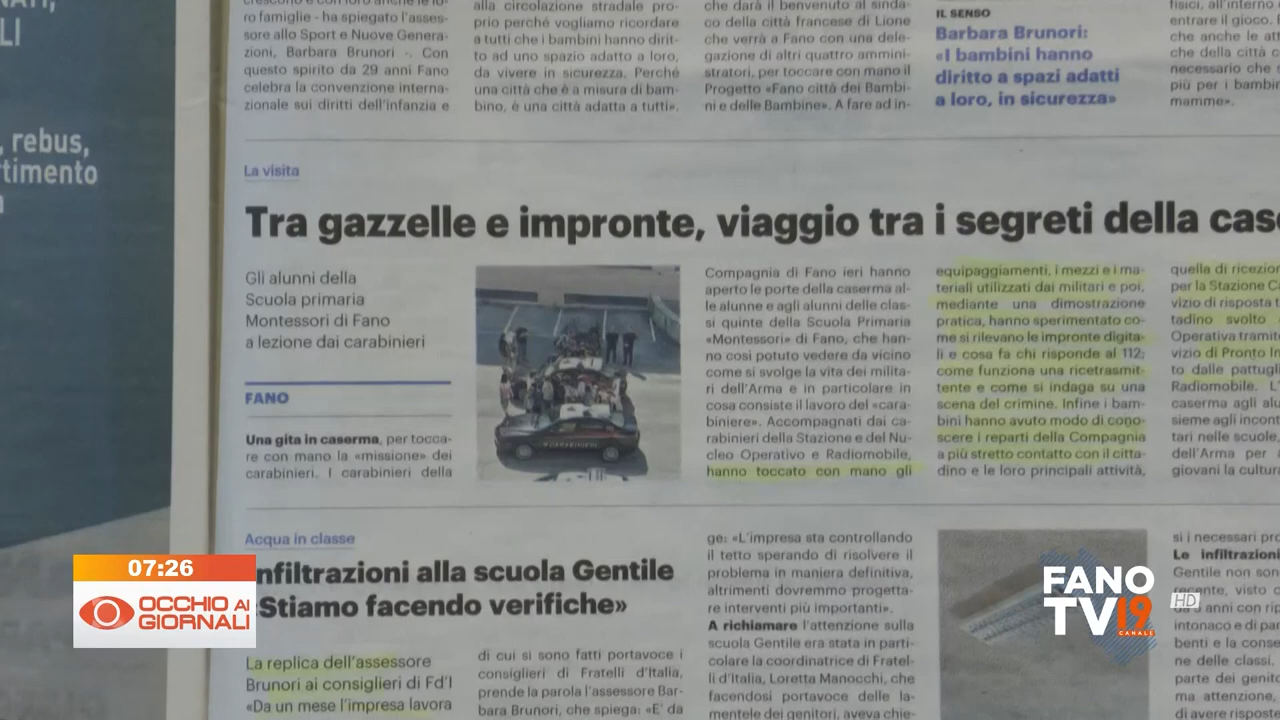 LI
, rebus,
rtimento
ro famiglie - ha spiegato l'asses-
sore allo Sport e Nuove Genera-
zioni, Barbara Brunori -. Con
questo spirito da 29 anni Fano
celebra la convenzione interna-
zionale sui diritti dell'infanzia e
alla circolazione stradale pro-
prio perché vogliamo ricordare
a tutti che i bambini hanno dirit-
to ad uno spazio adatto a loro,
da vivere in sicurezza. Perché
una città che è a misura di bam-
bino, è una città adatta a tutti».
che darà il benvenuto al sinda-
co della città francese di Lione
che verrà a Fano con una dele-
gazione di altri quattro ammini-
stratori, per toccare con mano il
Progetto «Fano città dei Bambi-
ni e delle Bambine». A fare ad in-
IL SENSO
Barbara Brunori:
«I bambini hanno
diritto a spazi adatti
a loro, in sicurezza»
fisici, all'interno
entrare il gioco.
che anche le att
che della città c
necessario che s
più per i bambin
mamme».
La visita
Tra gazzelle e impronte, viaggio tra i segreti della cas
Gli alunni della
Scuola primaria
Montessori di Fano
a lezione dai carabinieri
FANO
Una gita in caserma, per tocca-
re con mano la «missione» dei
carabinieri. I carabinieri della
CARABINIERI
Compagnia di Fano ieri hanno
aperto le porte della caserma al-
le alunne e agli alunni delle clas-
si quinte della Scuola Primaria
«Montessori» di Fano, che han-
no così potuto vedere da vicino
come si svolge la vita dei milita-
ri dell'Arma e in particolare in
cosa consiste il lavoro del «cara-
biniere». Accompagnati dai ca-
rabinieri della Stazione e del Nu-
cleo Operativo e Radiomobile,
hanno toccato con mano gli
equipaggiamenti, i mezzi e i ma-
teriali utilizzati dai militari e poi,
mediante una dimostrazione
pratica, hanno sperimentato co-
me si rilevano le impronte digita-
li e cosa fa chi risponde al 112;
come funziona una ricetrasmit-
tente e come si indaga su una
scena del crimine. Infine i bam-
bini hanno avuto modo di cono-
scere i reparti della Compagnia
a più stretto contatto con il citta-
dino e le loro principali attività,
quella di ricezion
per la Stazione Ca
vizio di risposta t
tadino svolto
Operativa tramit
vizio di Pronto In
to dalle pattugli
Radiomobile. L'
caserma agli alu
sieme agli incont
tari nelle scuole,
dell'Arma per
giovani la cultur
Acqua in classe
nfiltrazioni alla scuola Gentile
«Stiamo facendo verifiche»
La replica dell'assessore
Brunori ai consiglieri di Fd'I
«Da un mese l'impresa lavora
di cui si sono fatti portavoce i
consiglieri di Fratelli d'Italia,
prende la parola l'assessore Bar-
bara Brunori, che spiega: «E' da
ge: «L'impresa sta controllando
il tetto sperando di risolvere il
problema in maniera definitiva,
altrimenti dovremmo progetta-
re interventi più importanti».
A richiamare l'attenzione sulla
scuola Gentile era stata in parti-
colare la coordinatrice di Fratel-
li d'Italia, Loretta Manocchi, che
facendosi portavoce delle la-
mentele dei genitori, aveva chie-
si i necessari pro
Le infiltrazioni
Gentile non son
recente, visto c
da 3 anni con rip
intonaco e di par
benti e la conse
ne delle classi.
parte dei genito
ma attenzione,
di avere risposte
07:26
OCCHIO AI
GIORNALI
FANO
TV19
CANALE
HD